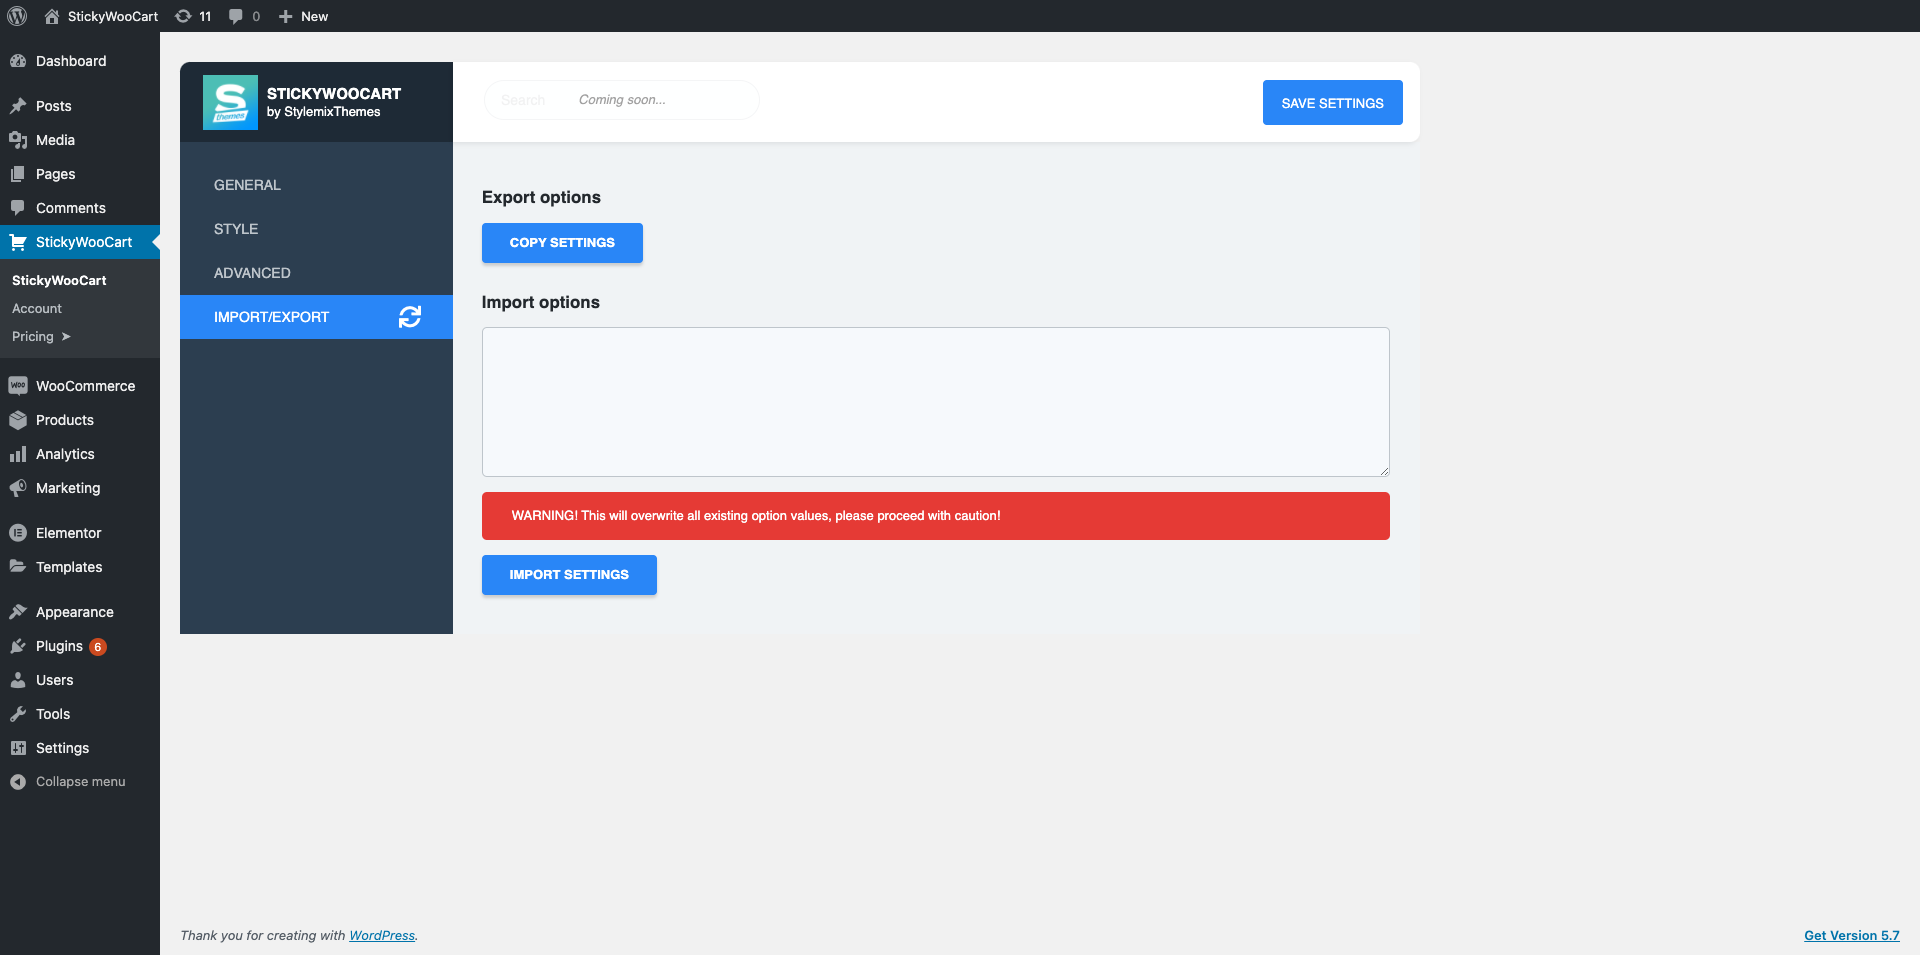 StickyWooCart
11
0
New
Dashboard
Posts
Media
Pages
Comments
StickyWooCart
StickyWooCart
Account
Pricing ➤
Woo WooCommerce
Products
Analytics
Marketing
Elementor
Templates
Appearance
Plugins 6
Users
Tools
Settings
Collapse menu
S
themes
STICKYWOOCART
by StylemixThemes
GENERAL
STYLE
ADVANCED
IMPORT/EXPORT
Search Coming soon...
SAVE SETTINGS
Export options
COPY SETTINGS
Import options
WARNING! This will overwrite all existing option values, please proceed with caution!
IMPORT SETTINGS
Thank you for creating with WordPress.
Get Version 5.7